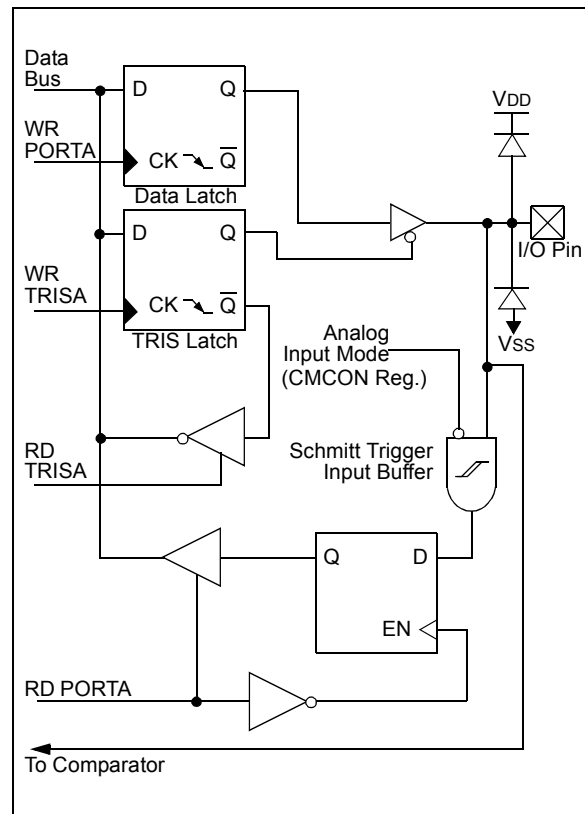 Data
Bus
D Q
VDD
WR
PORTA
CK Q
Data Latch
D Q
I/O Pin
WR
TRISA
CK Q
TRIS Latch
VSS
Analog
Input Mode
(CMCON Reg.)
RD
TRISA
Schmitt Trigger
Input Buffer
Q D
EN
RD PORTA
To Comparator